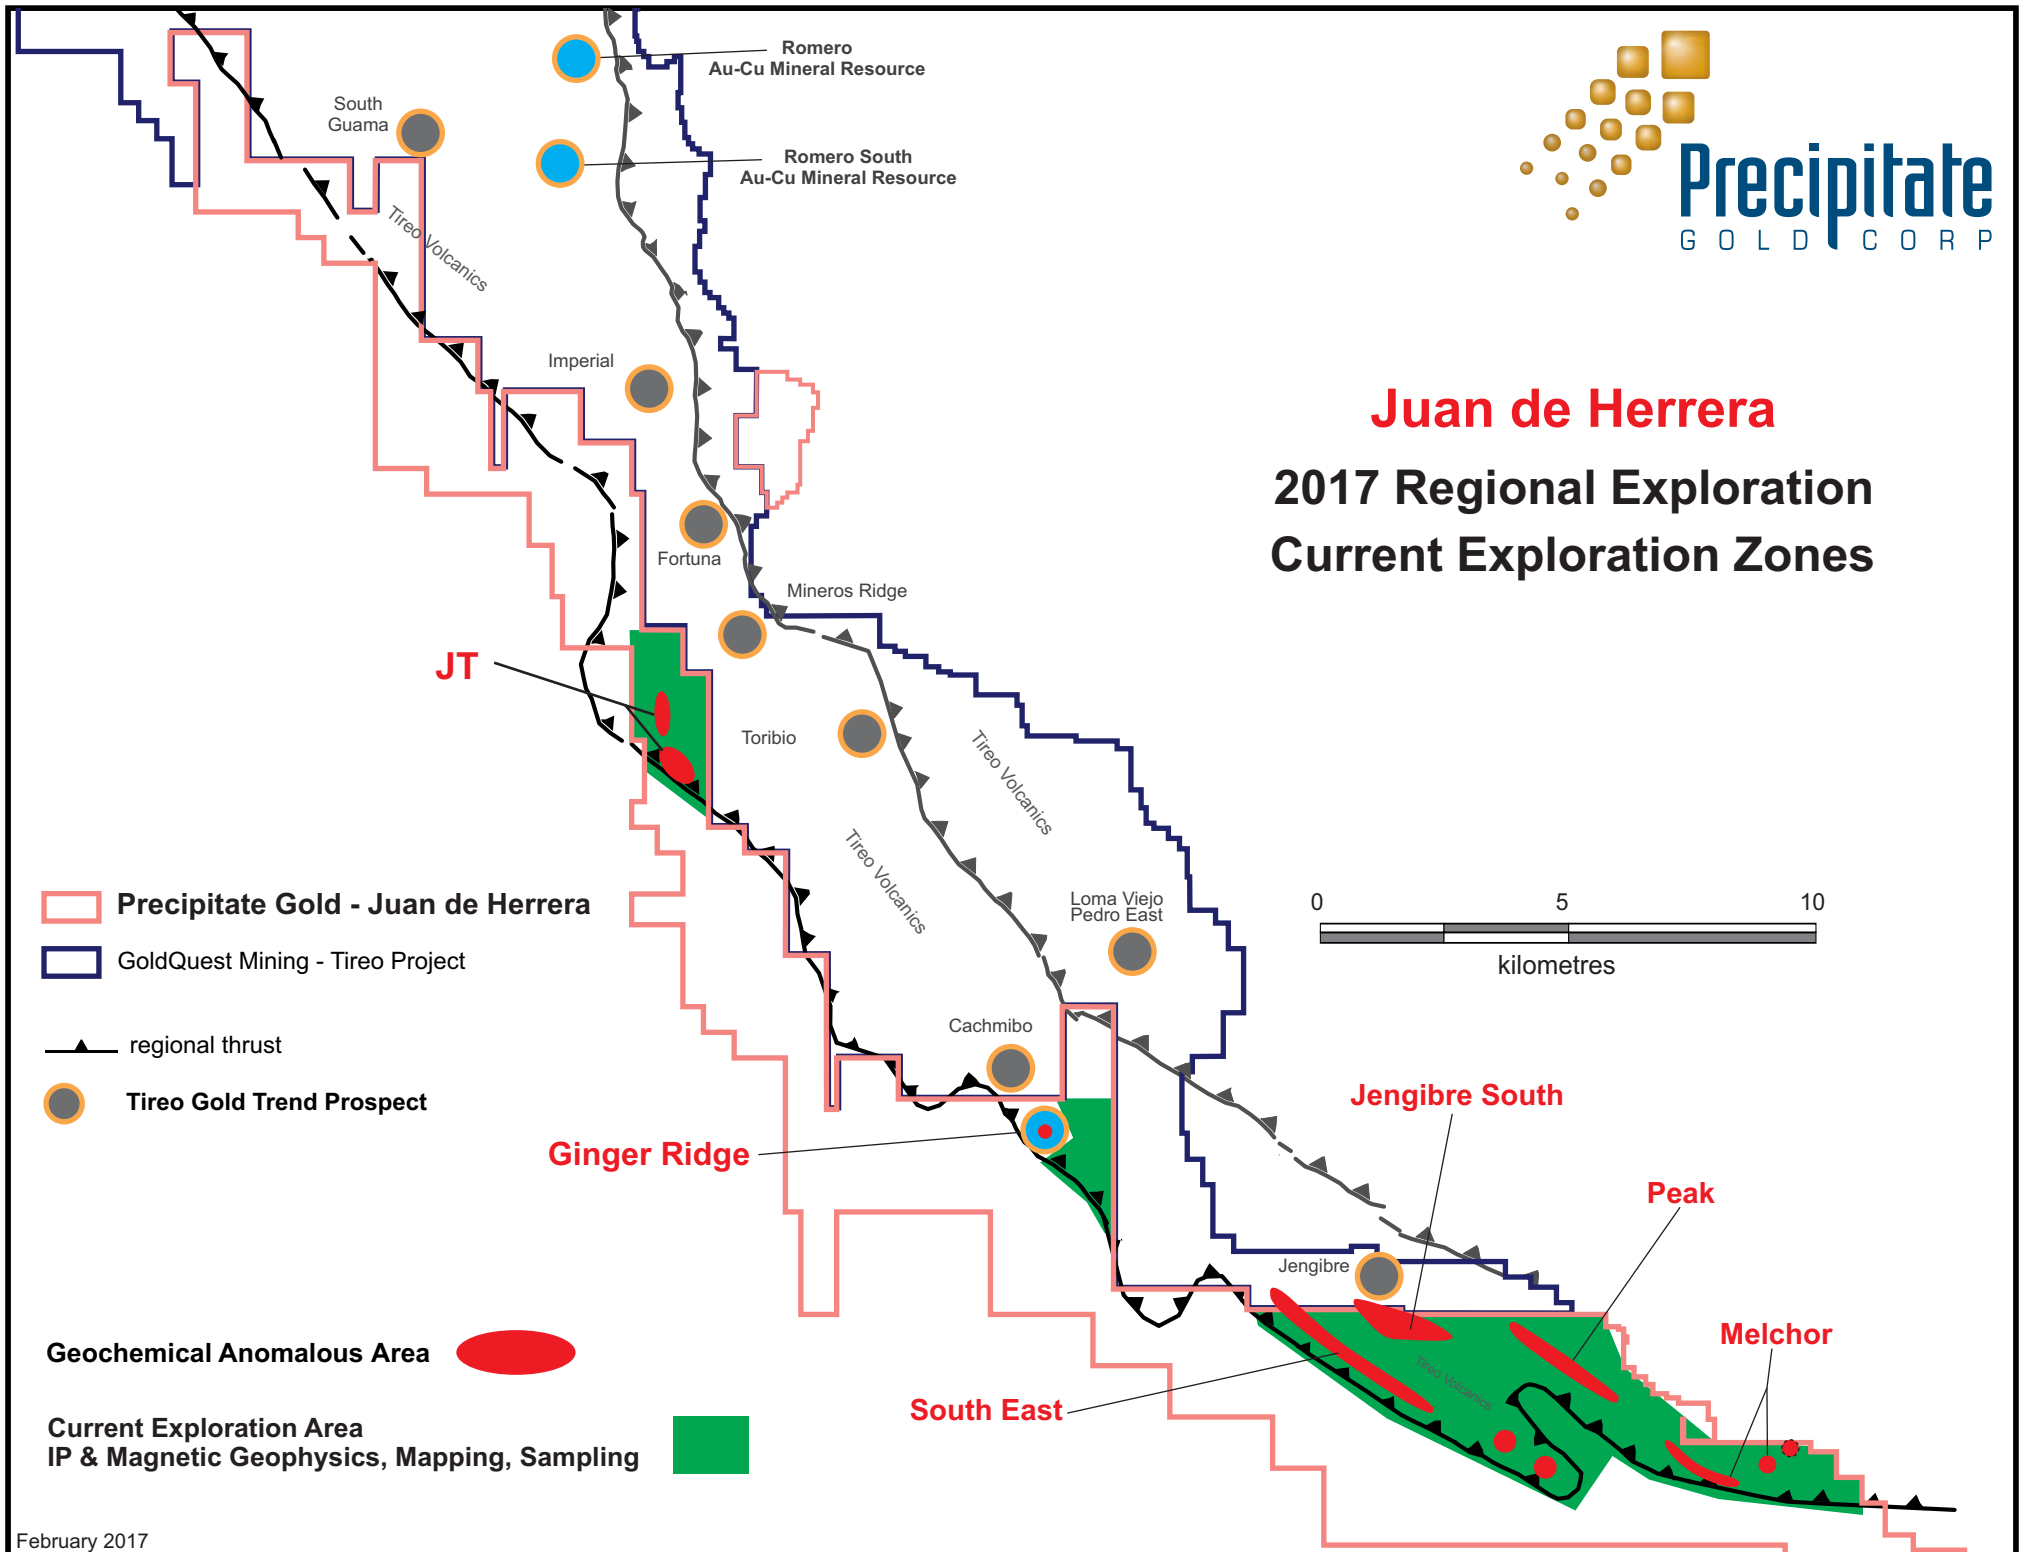 Romero
Au-Cu Mineral Resource
South
Guama
Romero South
Au-Cu Mineral Resource
Precipitate
GOLD CORP
Tireo Volcanics
Imperial
Juan de Herrera
2017 Regional Exploration
Current Exploration Zones
Fortuna
Mineros Ridge
JT
Toribio
Tireo Volcanics
Tireo Volcanics
Loma Viejo
Pedro East
0 5 10
kilometres
Precipitate Gold - Juan de Herrera
GoldQuest Mining - Tireo Project
regional thrust
Tireo Gold Trend Prospect
Cachmibo
Ginger Ridge
Jengibre South
Peak
Jengibre
Melchor
Tireo Volcanics
South East
Geochemical Anomalous Area
Current Exploration Area
IP & Magnetic Geophysics, Mapping, Sampling
February 2017